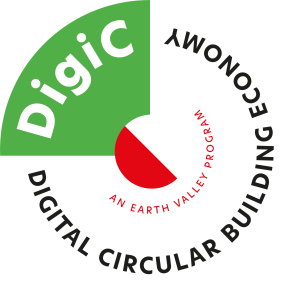 DigiC
DIGITAL CIRCULAR BUILDING ECONOMY
AN EARTH VALLEY PROGRAM